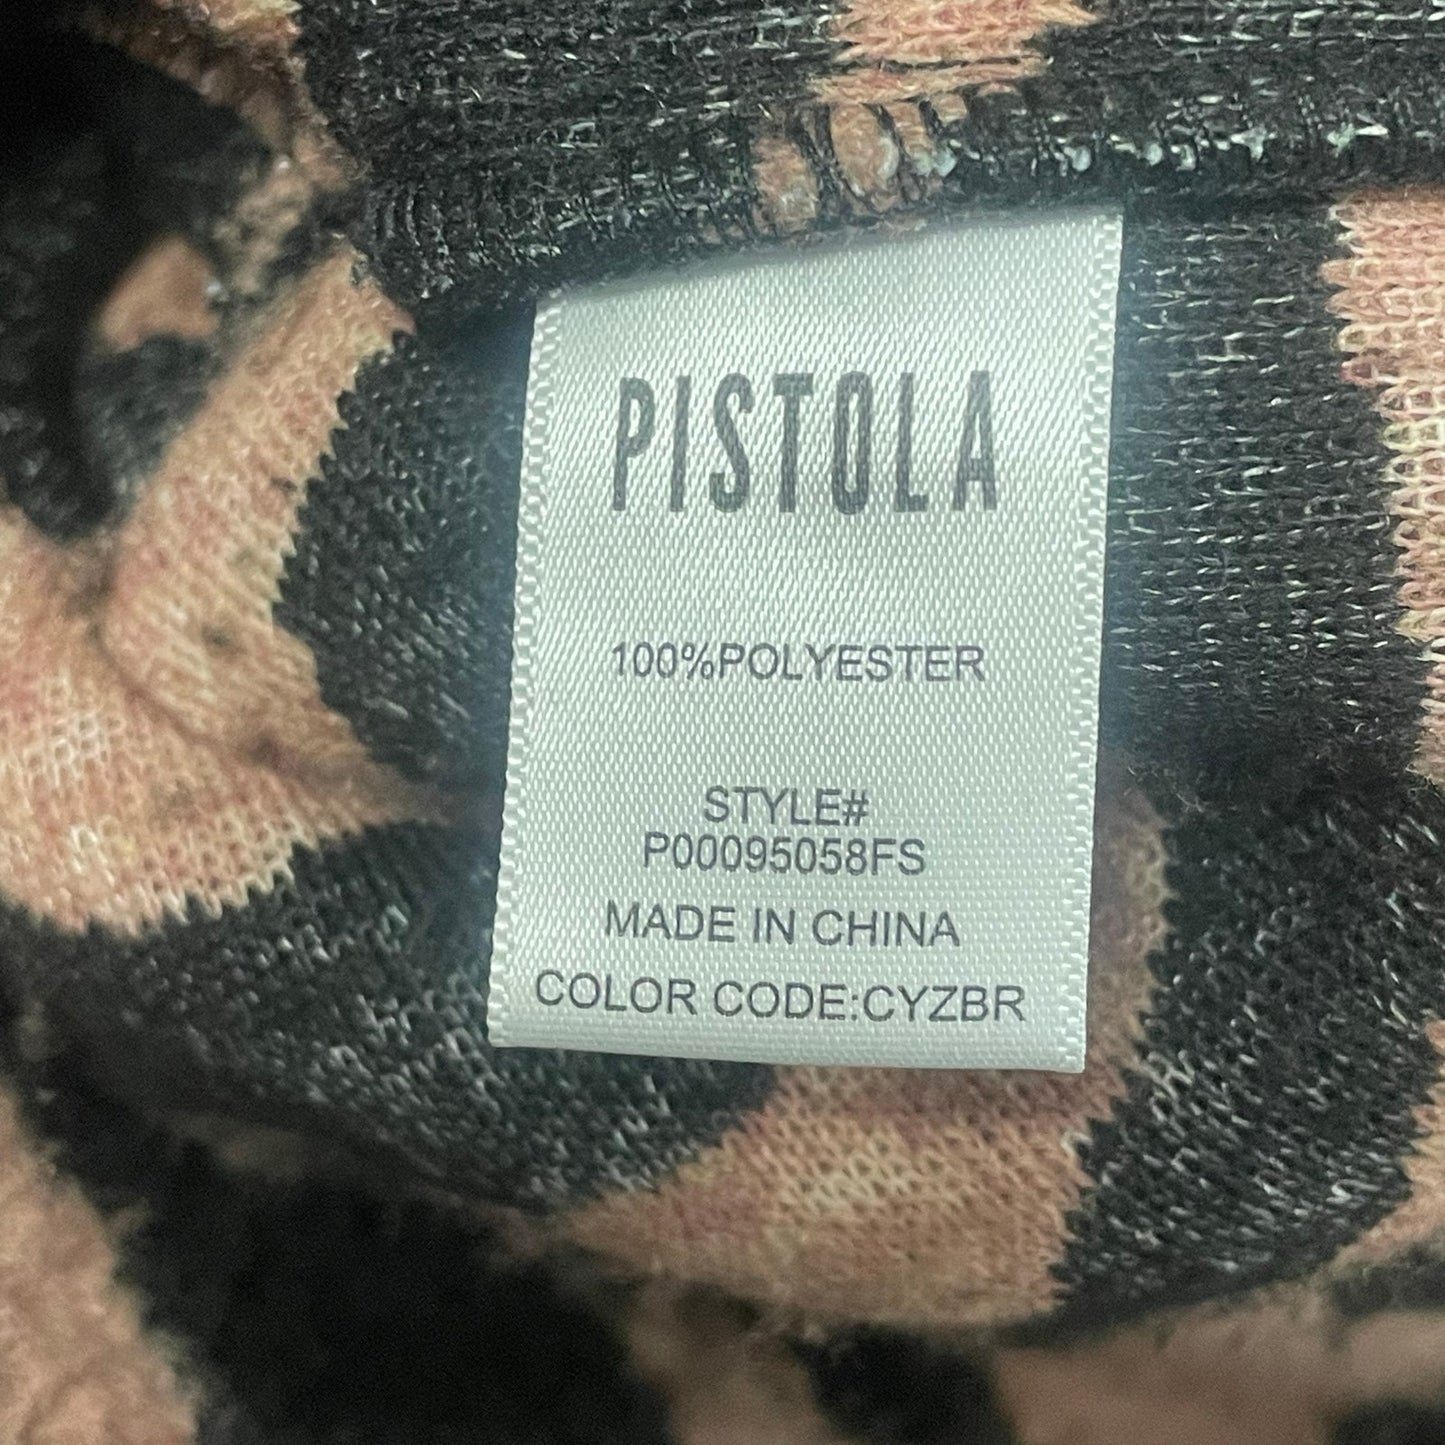 PISTOLA
100%POLYESTER
STYLE#
P00095058FS
MADE IN CHINA
COLOR CODE:CYZBR